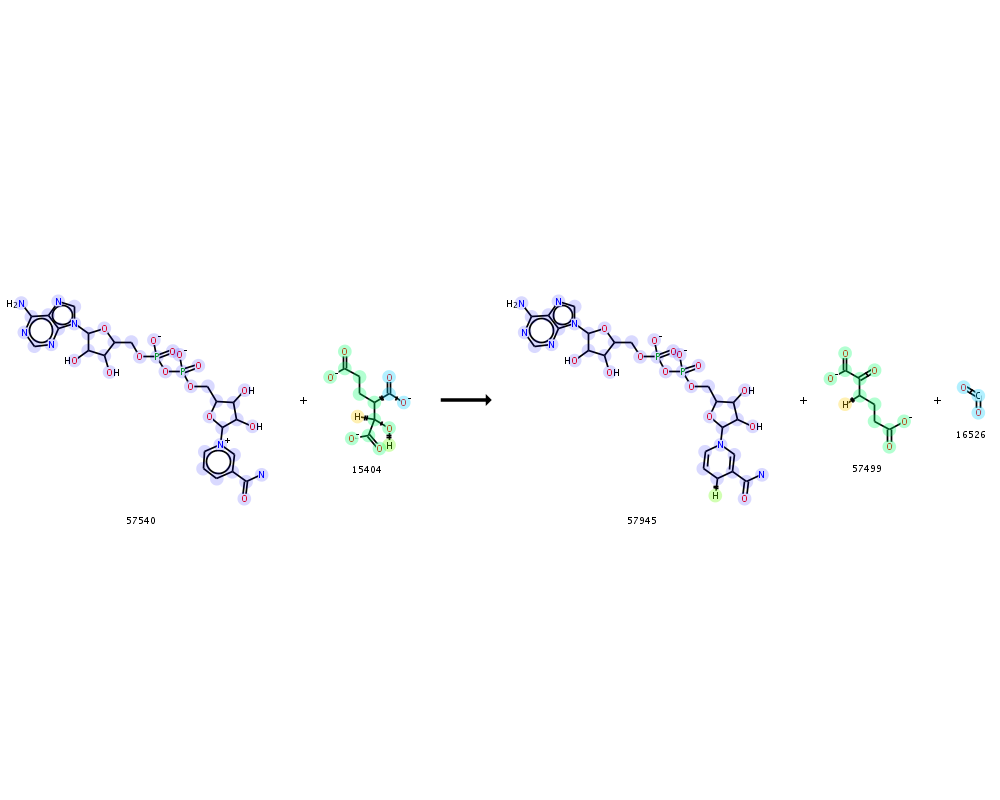 H₂N N N N N O HO OH O P O⁻ O O⁻ O P O O OH OH O N⁺ N O
+
O O⁻ O O⁻ H O H O⁻ O
H₂N N N N N O HO OH O P O⁻ O O⁻ O P O O OH OH O N N O H
+
O O⁻ O H O⁻ O
+
O C O
57540
15404
57945
57499
16526